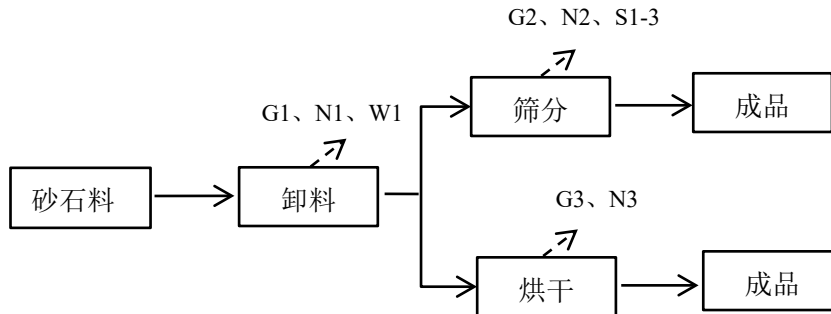 G2、N2、S1-3
筛分
成品
G1、N1、W1
砂石料
卸料
G3、N3
烘干
成品